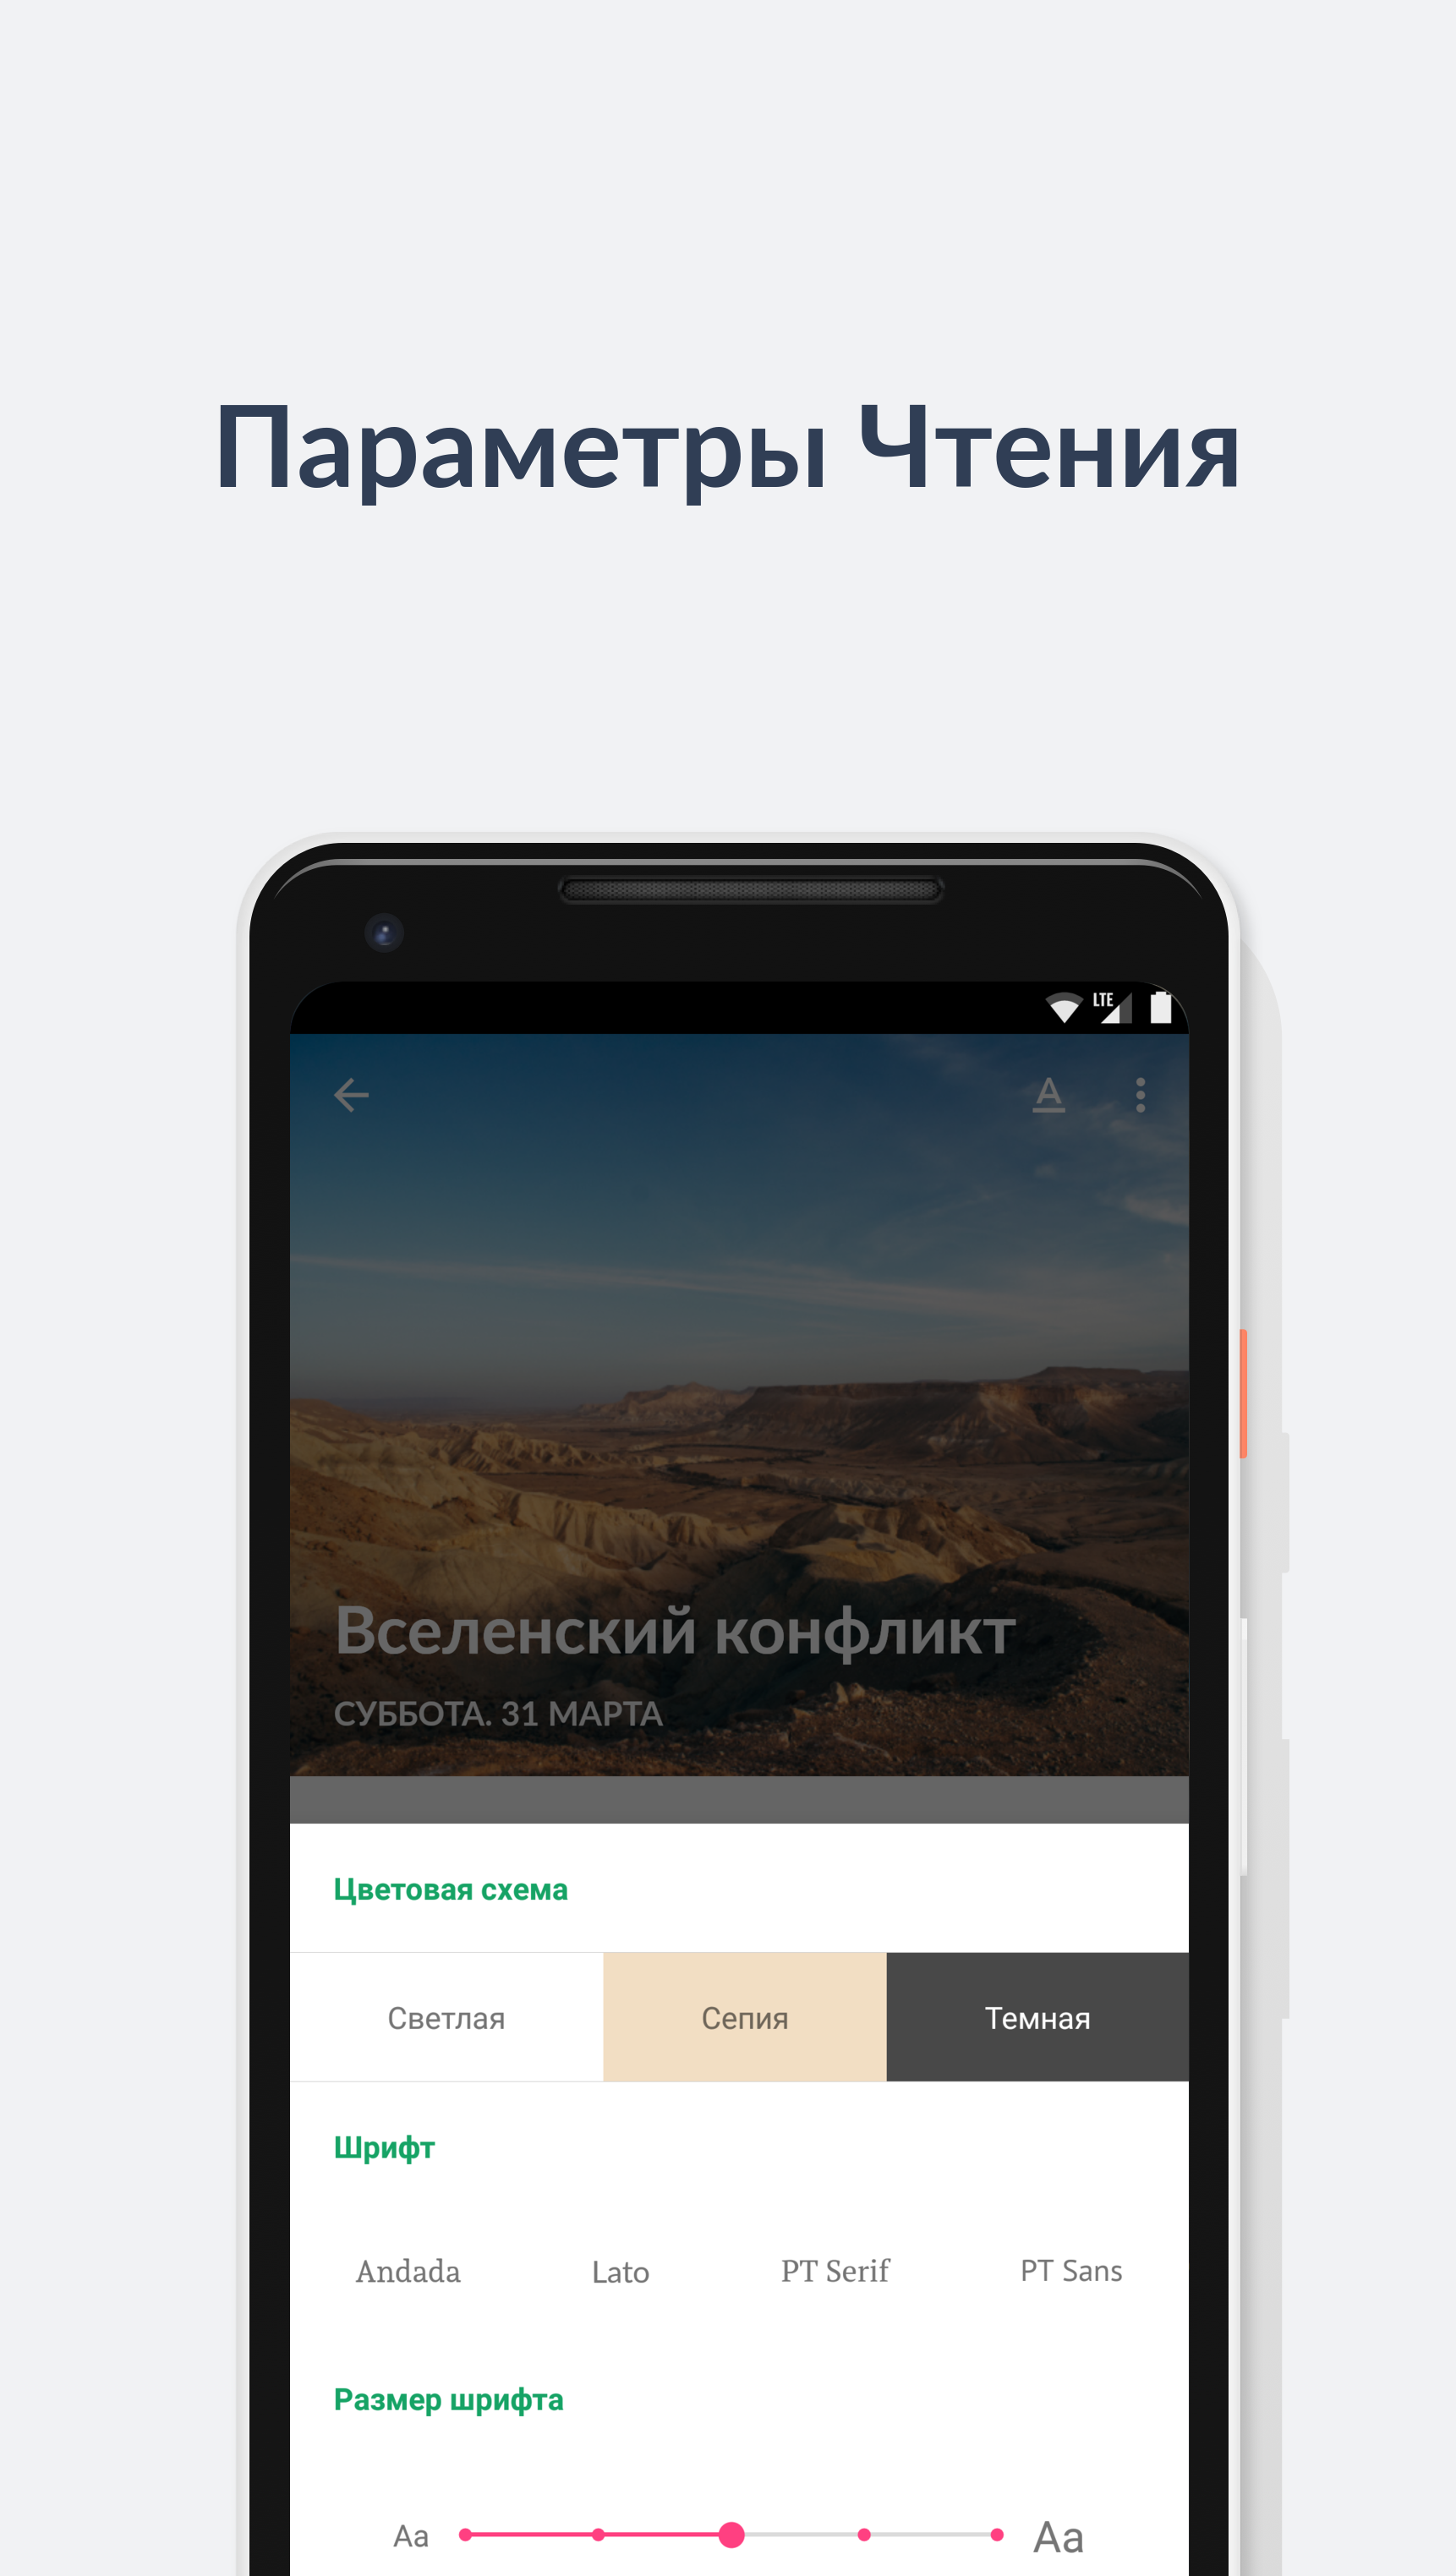 Параметры Чтения
LTE
A
Вселенский конфликт
СУББОТА. 31 МАРТА
Цветовая схема
Светлая Сепия Темная
Шрифт
Andada Lato PT Serif PT Sans
Размер шрифта
Aa Aa